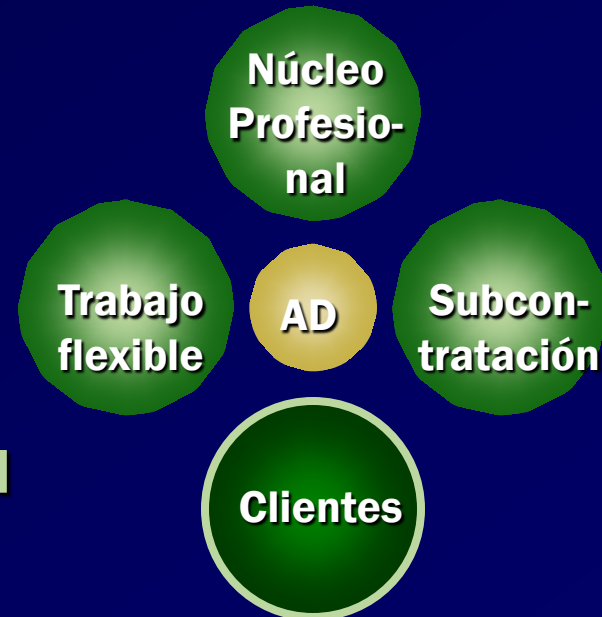 Núcleo
Profesio-
nal
Trabajo
flexible
AD
Subcon-
tratación
Clientes